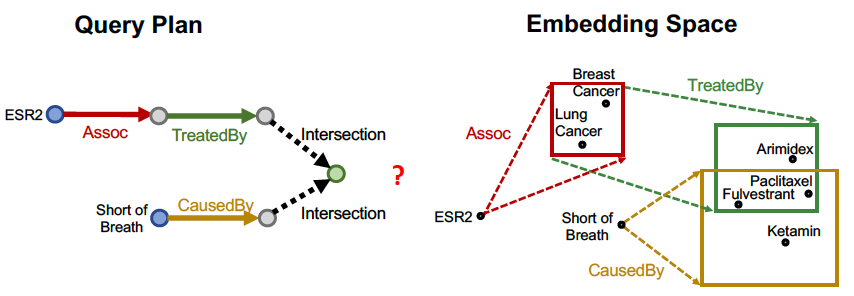 Query Plan
ESR2
Assoc
TreatedBy
Intersection
?
Short of
Breath
CausedBy
Intersection
Embedding Space
Breast
Cancer
Lung
Cancer
TreatedBy
Assoc
Arimidex
Paclitaxel
Fulvestrant
ESR2
Short of
Breath
Ketamin
CausedBy